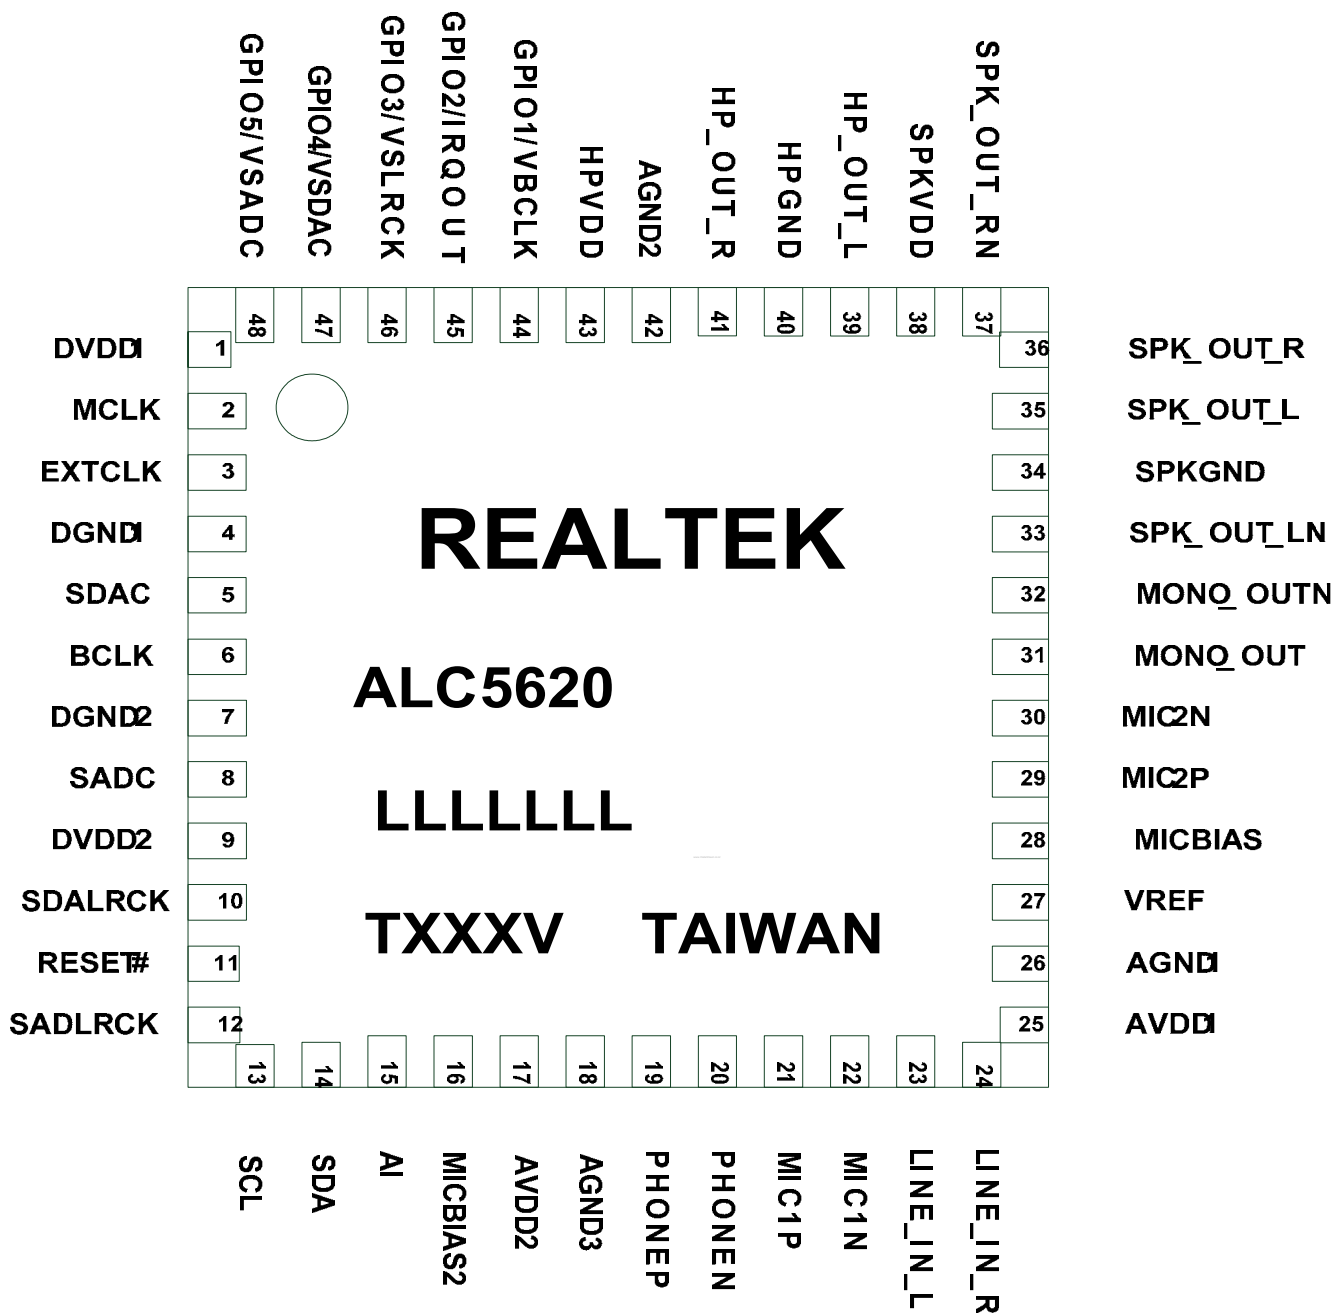 GPIO5/VSADC
GPIO4/VSDAC
GPIO3/VSLRCK
GPIO2/IRQOUT
GPIO1/VBCLK
HPVDD
AGND2
HP_OUT_R
HPGND
HP_OUT_L
SPKVDD
SPK_OUT_RN
48 47 46 45 44 43 42 41 40 39 38 37
DVDD1 1 36 SPK_OUT_R
MCLK 2 35 SPK_OUT_L
EXTCLK 3 34 SPKGND
DGND1 4 33 SPK_OUT_LN
REALTEK
SDAC 5 32 MONO_OUTN
BCLK 6 31 MONO_OUT
ALC5620
DGND2 7 30 MIC2N
SADC 8 29 MIC2P
LLLLLLL
DVDD2 9 28 MICBIAS
SDALRCK 10 27 VREF
TXXXV TAIWAN
RESET# 11 26 AGND1
SADLRCK 12 25 AVDD1
13 14 15 16 17 18 19 20 21 22 23 24
SCL
SDA
AI
MICBIAS2
AVDD2
AGND3
PHONEP
PHONEN
MIC1P
MIC1N
LINE_IN_L
LINE_IN_R